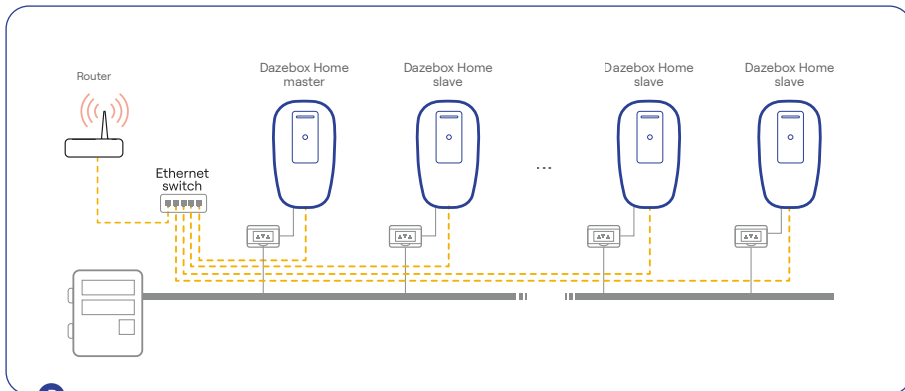 Router
Dazebox Home
master
Dazebox Home
slave
...
Dazebox Home
slave
Dazebox Home
slave
Ethernet
switch